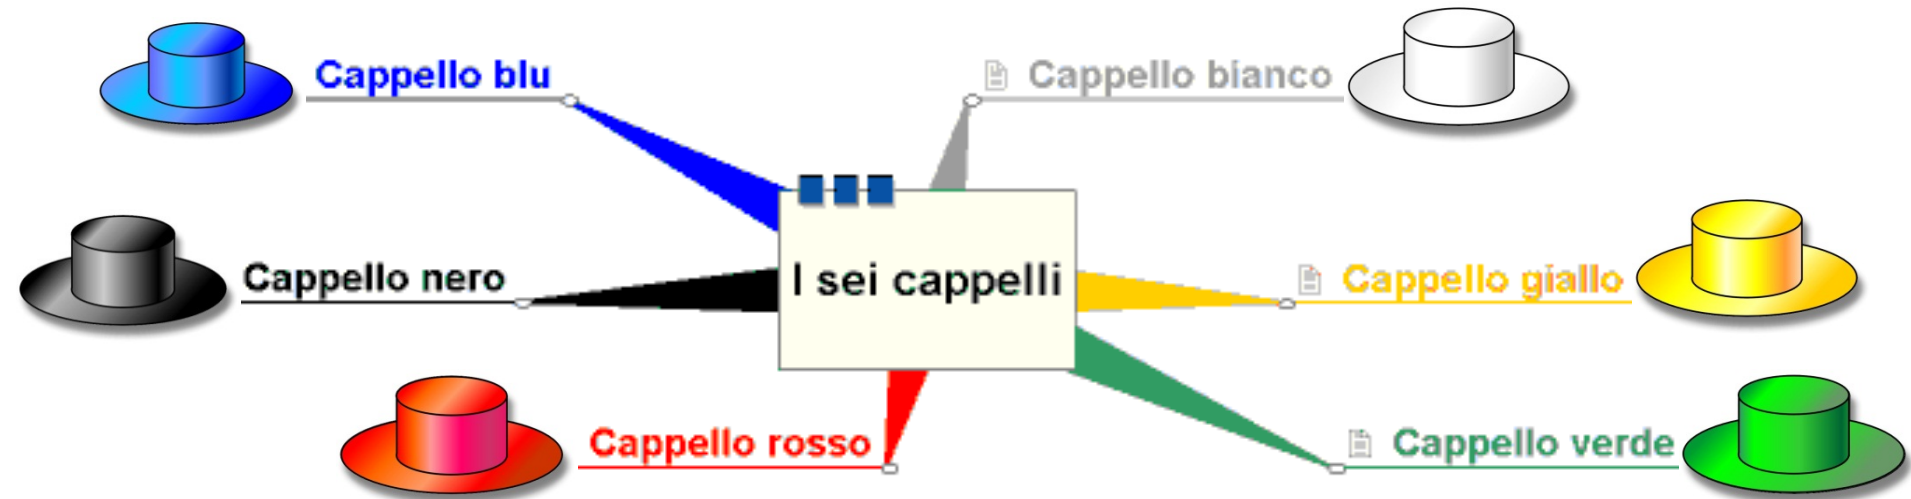 Cappello blu
Cappello bianco
Cappello nero
I sei cappelli
Cappello giallo
Cappello rosso
Cappello verde